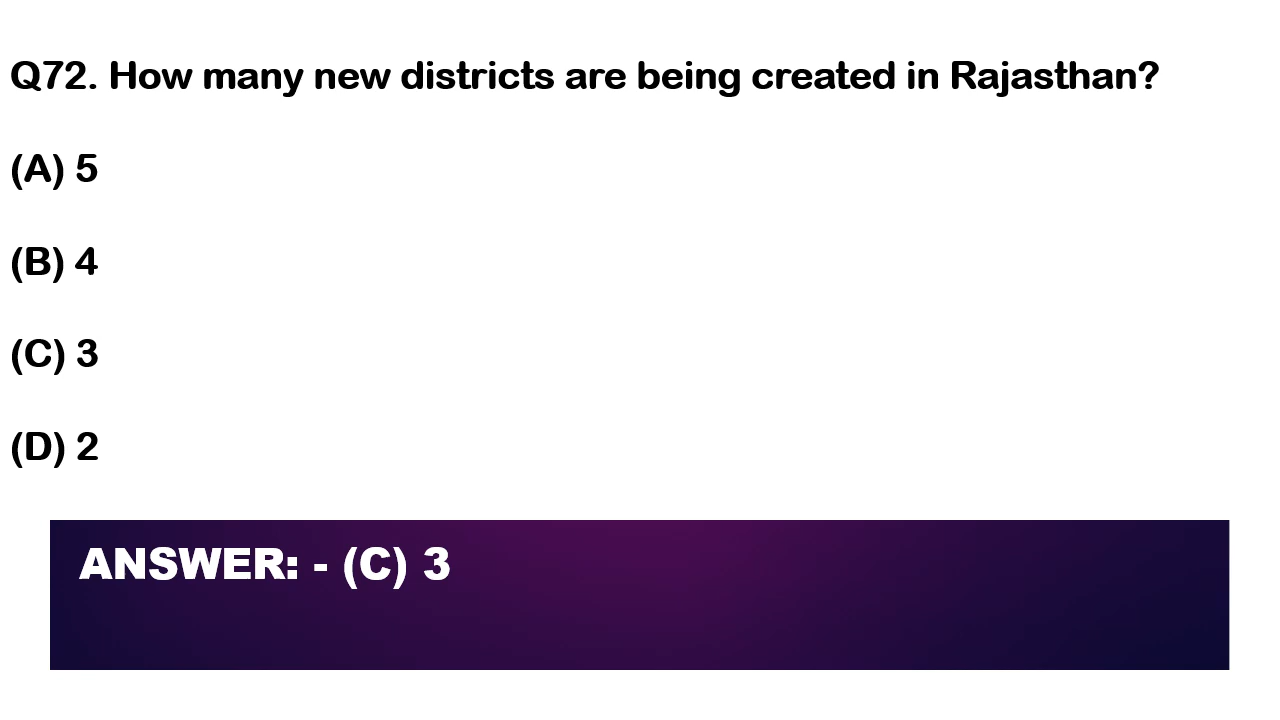 Q72. How many new districts are being created in Rajasthan?
(A) 5
(B) 4
(C) 3
(D) 2
ANSWER: - (C) 3